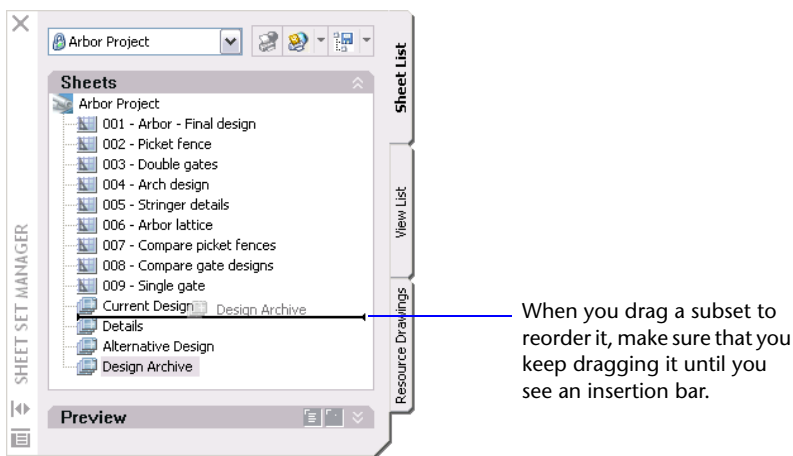 Arbor Project
Sheets
Arbor Project
001 - Arbor - Final design
002 - Picket fence
003 - Double gates
004 - Arch design
005 - Stringer details
006 - Arbor lattice
007 - Compare picket fences
008 - Compare gate designs
009 - Single gate
Current Design
Design Archive
Details
Alternative Design
Design Archive
Preview
SHEET SET MANAGER
Sheet List
View List
Resource Drawings
When you drag a subset to
reorder it, make sure that you
keep dragging it until you
see an insertion bar.